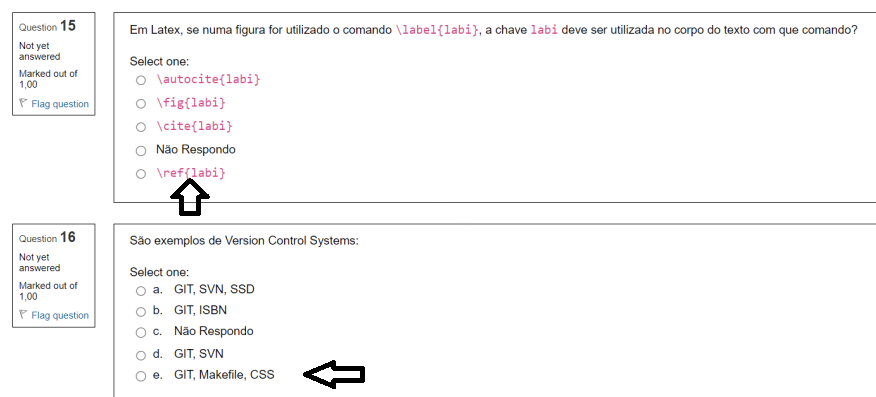 Question 15
Not yet
answered
Marked out of
1,00
Flag question
Em Latex, se numa figura for utilizado o comando \label{labi}, a chave labi deve ser utilizada no corpo do texto com que comando?
Select one:
\autocite{labi}
\fig{labi}
\cite{labi}
Não Respondo
\ref{labi}
Question 16
Not yet
answered
Marked out of
1,00
Flag question
São exemplos de Version Control Systems:
Select one:
a. GIT, SVN, SSD
b. GIT, ISBN
c. Não Respondo
d. GIT, SVN
e. GIT, Makefile, CSS